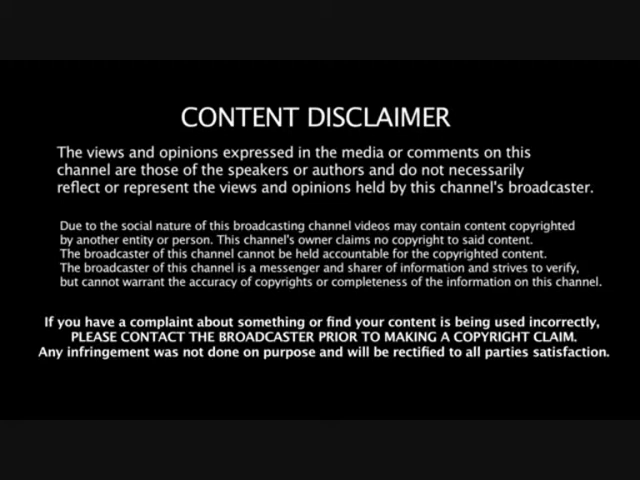 CONTENT DISCLAIMER
The views and opinions expressed in the media or comments on this
channel are those of the speakers or authors and do not necessarily
reflect or represent the views and opinions held by this channel's broadcaster.
Due to the social nature of this broadcasting channel videos may contain content copyrighted
by another entity or person. This channel's owner claims no copyright to said content.
The broadcaster of this channel cannot be held accountable for the copyrighted content.
The broadcaster of this channel is a messenger and sharer of information and strives to verify,
but cannot warrant the accuracy of copyrights or completeness of the information on this channel.
If you have a complaint about something or find your content is being used incorrectly,
PLEASE CONTACT THE BROADCASTER PRIOR TO MAKING A COPYRIGHT CLAIM.
Any infringement was not done on purpose and will be rectified to all parties satisfaction.